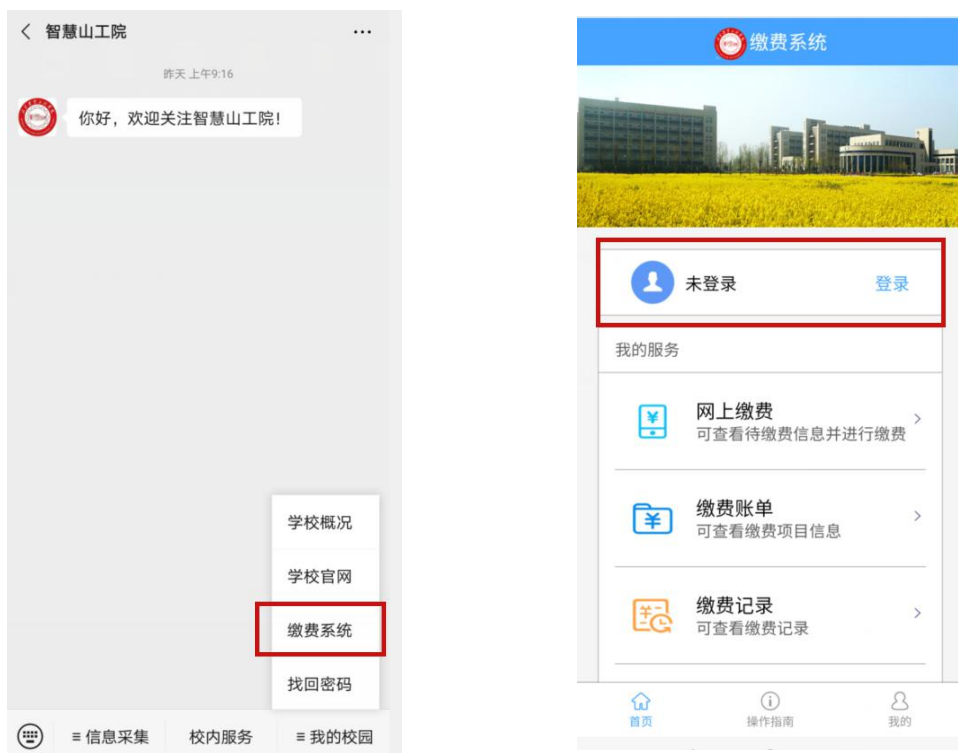 智慧山工院
昨天 上午9:16
你好，欢迎关注智慧山工院！
学校概况
学校官网
缴费系统
找回密码
≡ 信息采集
校内服务
≡ 我的校园
缴费系统
未登录
登录
我的服务
网上缴费
可查看待缴费信息并进行缴费
缴费账单
可查看缴费项目信息
缴费记录
可查看缴费记录
首页
操作指南
我的